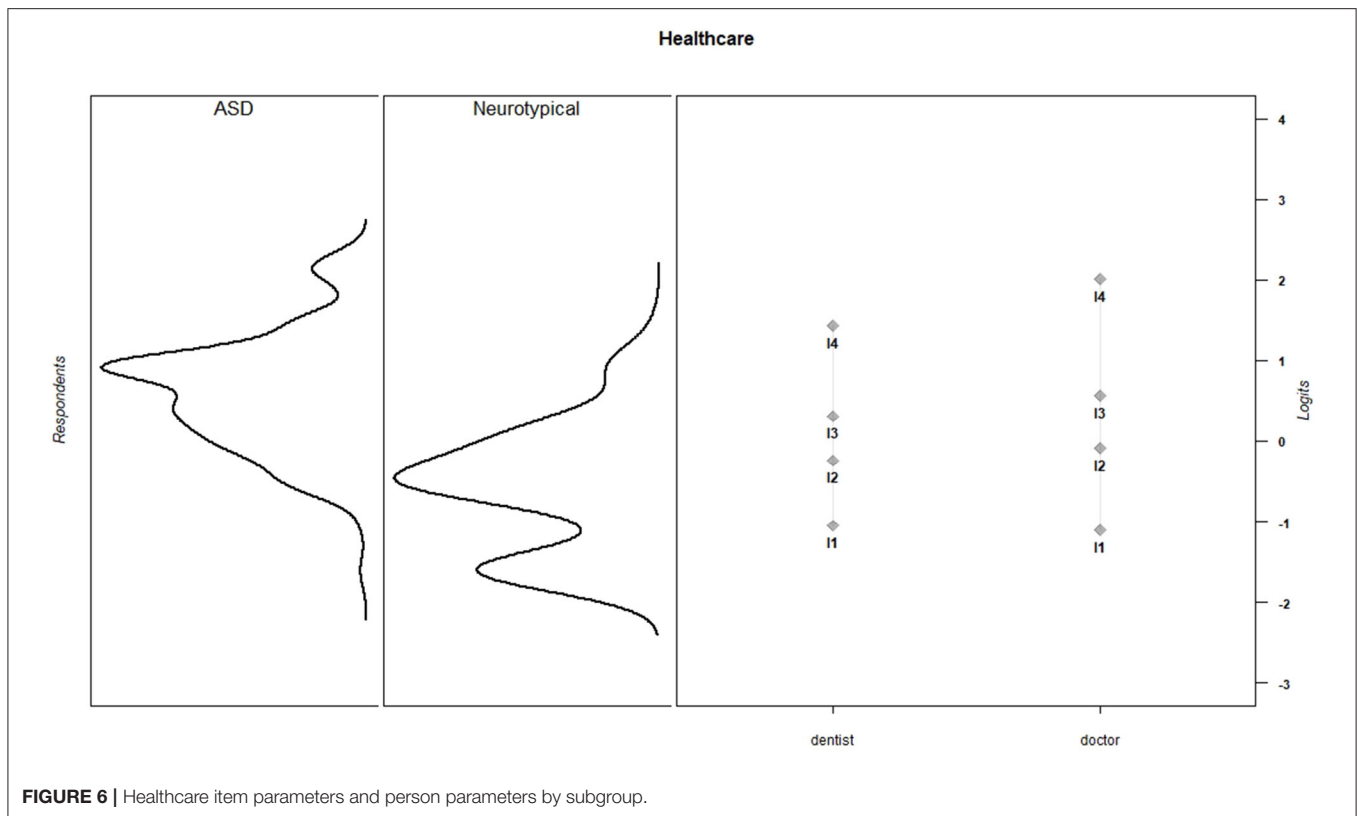 Healthcare
ASD
Neurotypical
Respondents
I4
I3
I2
I1
I4
I3
I2
I1
4
3
2
1
0
-1
-2
-3
Logits
dentist
doctor
FIGURE 6 | Healthcare item parameters and person parameters by subgroup.